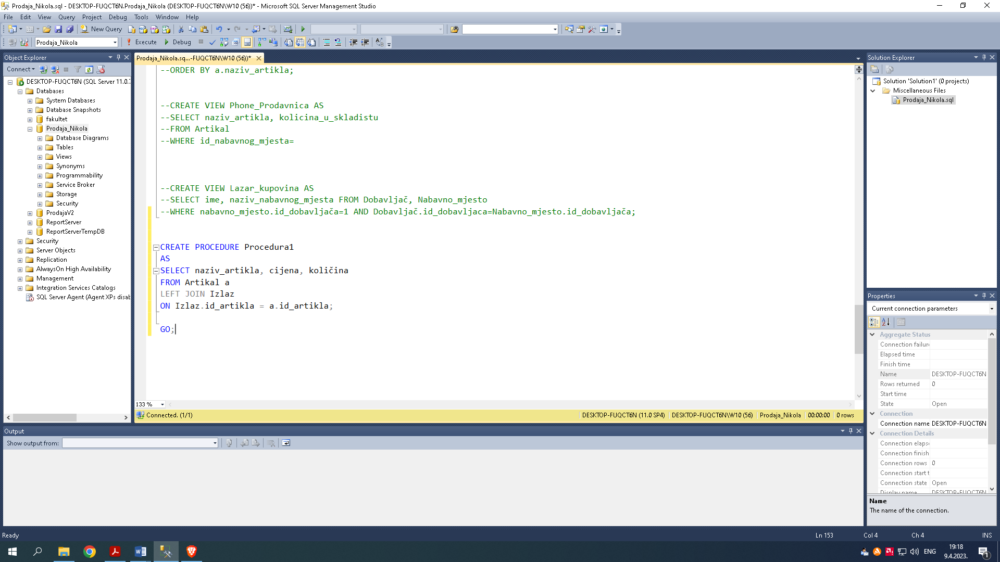 Prodaja_Nikola.sql - DESKTOP-FUQCT6N.Prodaja_Nikola (DESKTOP-FUQCT6N\W10 (56))* - Microsoft SQL Server Management Studio
File Edit View Query Project Debug Tools Window Help
New Query
Prodaja_Nikola Execute Debug
Object Explorer
Connect
DESKTOP-FUQCT6N (SQL Server 11.0.
Databases
System Databases
Database Snapshots
fakultet
Prodaja_Nikola
Database Diagrams
Tables
Views
Synonyms
Programmability
Service Broker
Storage
Security
ProdajaV2
ReportServer
ReportServerTempDB
Security
Server Objects
Replication
AlwaysOn High Availability
Management
Integration Services Catalogs
SQL Server Agent (Agent XPs disab
Prodaja_Nikola.sq...-FUQCT6N\W10 (56))*
--ORDER BY a.naziv_artikla;
--CREATE VIEW Phone_Prodavnica AS
--SELECT naziv_artikla, kolicina_u_skladistu
--FROM Artikal
--WHERE id_nabavnog_mjesta=
--CREATE VIEW Lazar_kupovina AS
--SELECT ime, naziv_nabavnog_mjesta FROM Dobavljač, Nabavno_mjesto
--WHERE nabavno_mjesto.id_dobavljača=1 AND Dobavljač.id_dobavljaca=Nabavno_mjesto.id_dobavljača;
CREATE PROCEDURE Procedura1
AS
SELECT naziv_artikla, cijena, količina
FROM Artikal a
LEFT JOIN Izlaz
ON Izlaz.id_artikla = a.id_artikla;
GO;
133 %
Connected. (1/1) DESKTOP-FUQCT6N (11.0 SP4) DESKTOP-FUQCT6N\W10 (56) Prodaja_Nikola 00:00:00 0 rows
Output
Show output from:
Solution Explorer
Solution 'Solution1' (0 projects)
Miscellaneous Files
Prodaja_Nikola.sql
Properties
Current connection parameters
Aggregate Status
Connection failur
Elapsed time
Finish time
Name DESKTOP-FUQCT6N
Rows returned 0
Start time
State Open
Connection
Connection name DESKTOP-FUQCT6N
Connection Details
Connection elaps
Connection finish
Connection rows 0
Connection start t
Connection state Open
Display name DESKTOP-FUQCT6N
Name
The name of the connection.
Ready Ln 153 Col 4 Ch 4 INS
ENG 19:18
9.4.2023.
1